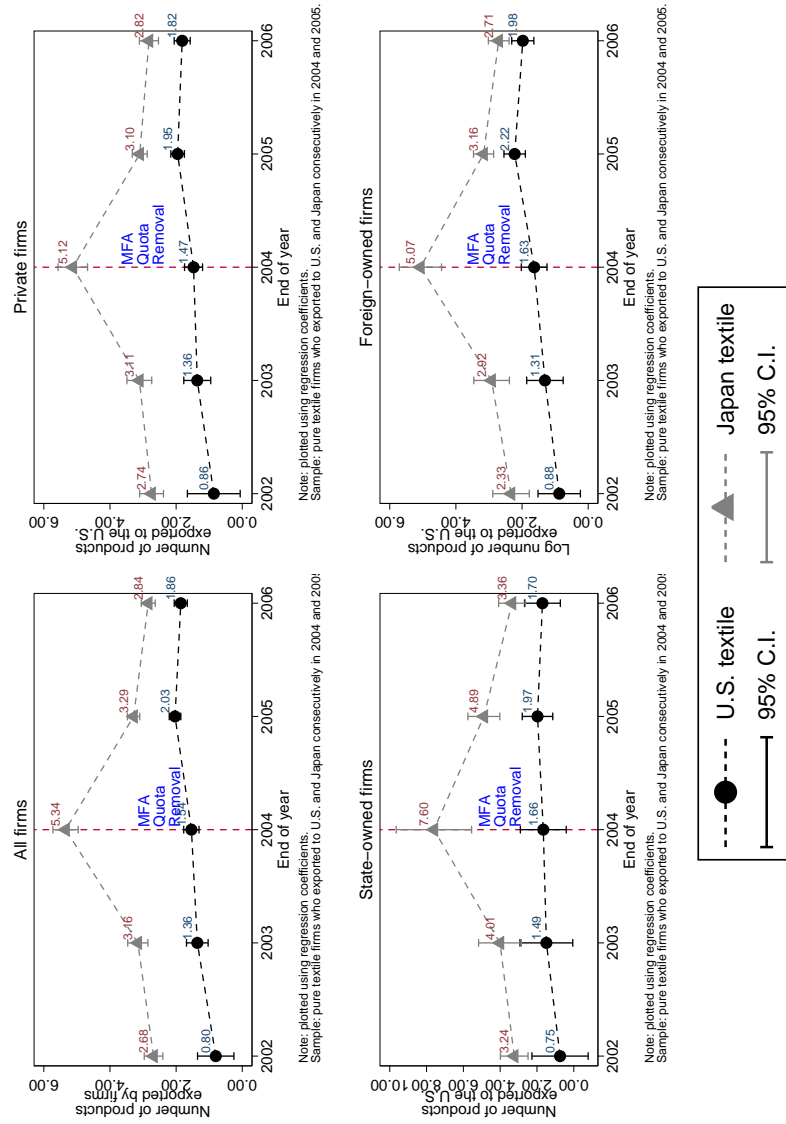 All firms
Number of products
exported by firms
6.00
4.00
2.00
0.00
2.68
3.16
5.34
3.29
2.84
0.80
1.36
1.54
2.03
1.86
MFA
Quota
Removal
2002
2003
2004
2005
2006
End of year
Note: plotted using regression coefficients.
Sample: pure textile firms who exported to U.S. and Japan consecutively in 2004 and 200
Private firms
Number of products
exported to the U.S.
6.00
4.00
2.00
0.00
2.74
3.11
5.12
3.10
2.82
0.86
1.36
1.47
1.95
1.82
MFA
Quota
Removal
2002
2003
2004
2005
2006
End of year
Note: plotted using regression coefficients.
Sample: pure textile firms who exported to U.S. and Japan consecutively in 2004 and 2005.
State−owned firms
Number of products
exported to the U.S
10.00
8.00
6.00
4.00
2.00
0.00
3.24
4.01
7.60
4.89
3.36
0.75
1.49
1.66
1.97
1.70
MFA
Quota
Removal
2002
2003
2004
2005
2006
End of year
Note: plotted using regression coefficients.
Sample: pure textile firms who exported to U.S. and Japan consecutively in 2004 and 200
Foreign−owned firms
Log number of products
exported to the U.S.
6.00
4.00
2.00
0.00
2.33
2.92
5.07
3.16
2.71
0.88
1.31
1.63
2.22
1.98
MFA
Quota
Removal
2002
2003
2004
2005
2006
End of year
Note: plotted using regression coefficients.
Sample: pure textile firms who exported to U.S. and Japan consecutively in 2004 and 2005.
U.S. textile
Japan textile
95% C.I.
95% C.I.